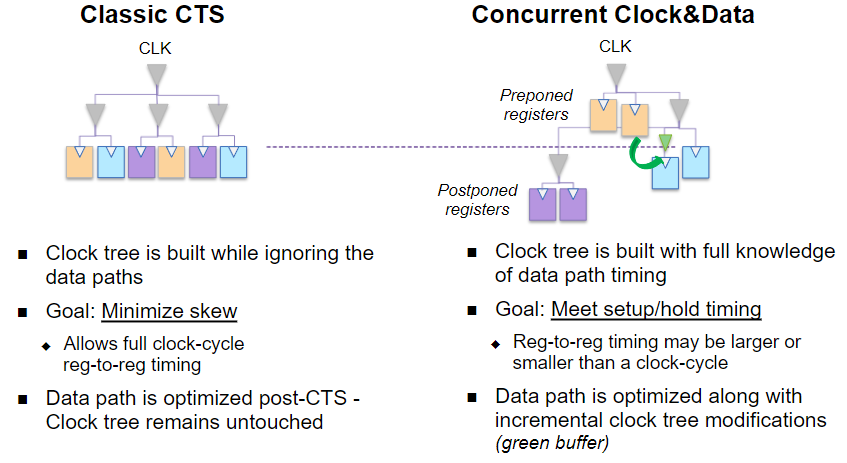 Classic CTS
CLK
■ Clock tree is built while ignoring the
data paths
■ Goal: Minimize skew
◆ Allows full clock-cycle
reg-to-reg timing
■ Data path is optimized post-CTS -
Clock tree remains untouched
Concurrent Clock&Data
CLK
Preponed
registers
Postponed
registers
■ Clock tree is built with full knowledge
of data path timing
■ Goal: Meet setup/hold timing
◆ Reg-to-reg timing may be larger or
smaller than a clock-cycle
■ Data path is optimized along with
incremental clock tree modifications
(green buffer)